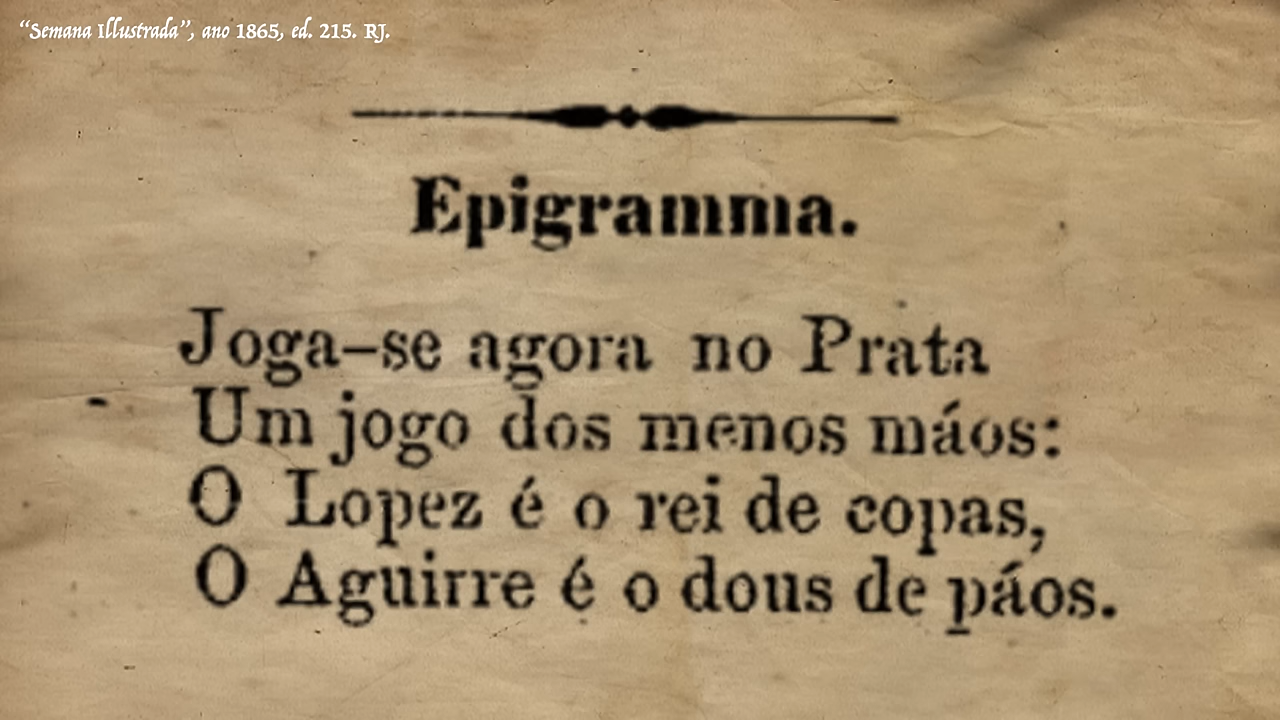 “Semana Illustrada”, ano 1865, ed. 215. RJ.
Epigramma.
Joga-se agora no Prata
Um jogo dos menos máos:
O Lopez é o rei de copas,
O Aguirre é o dous de páos.